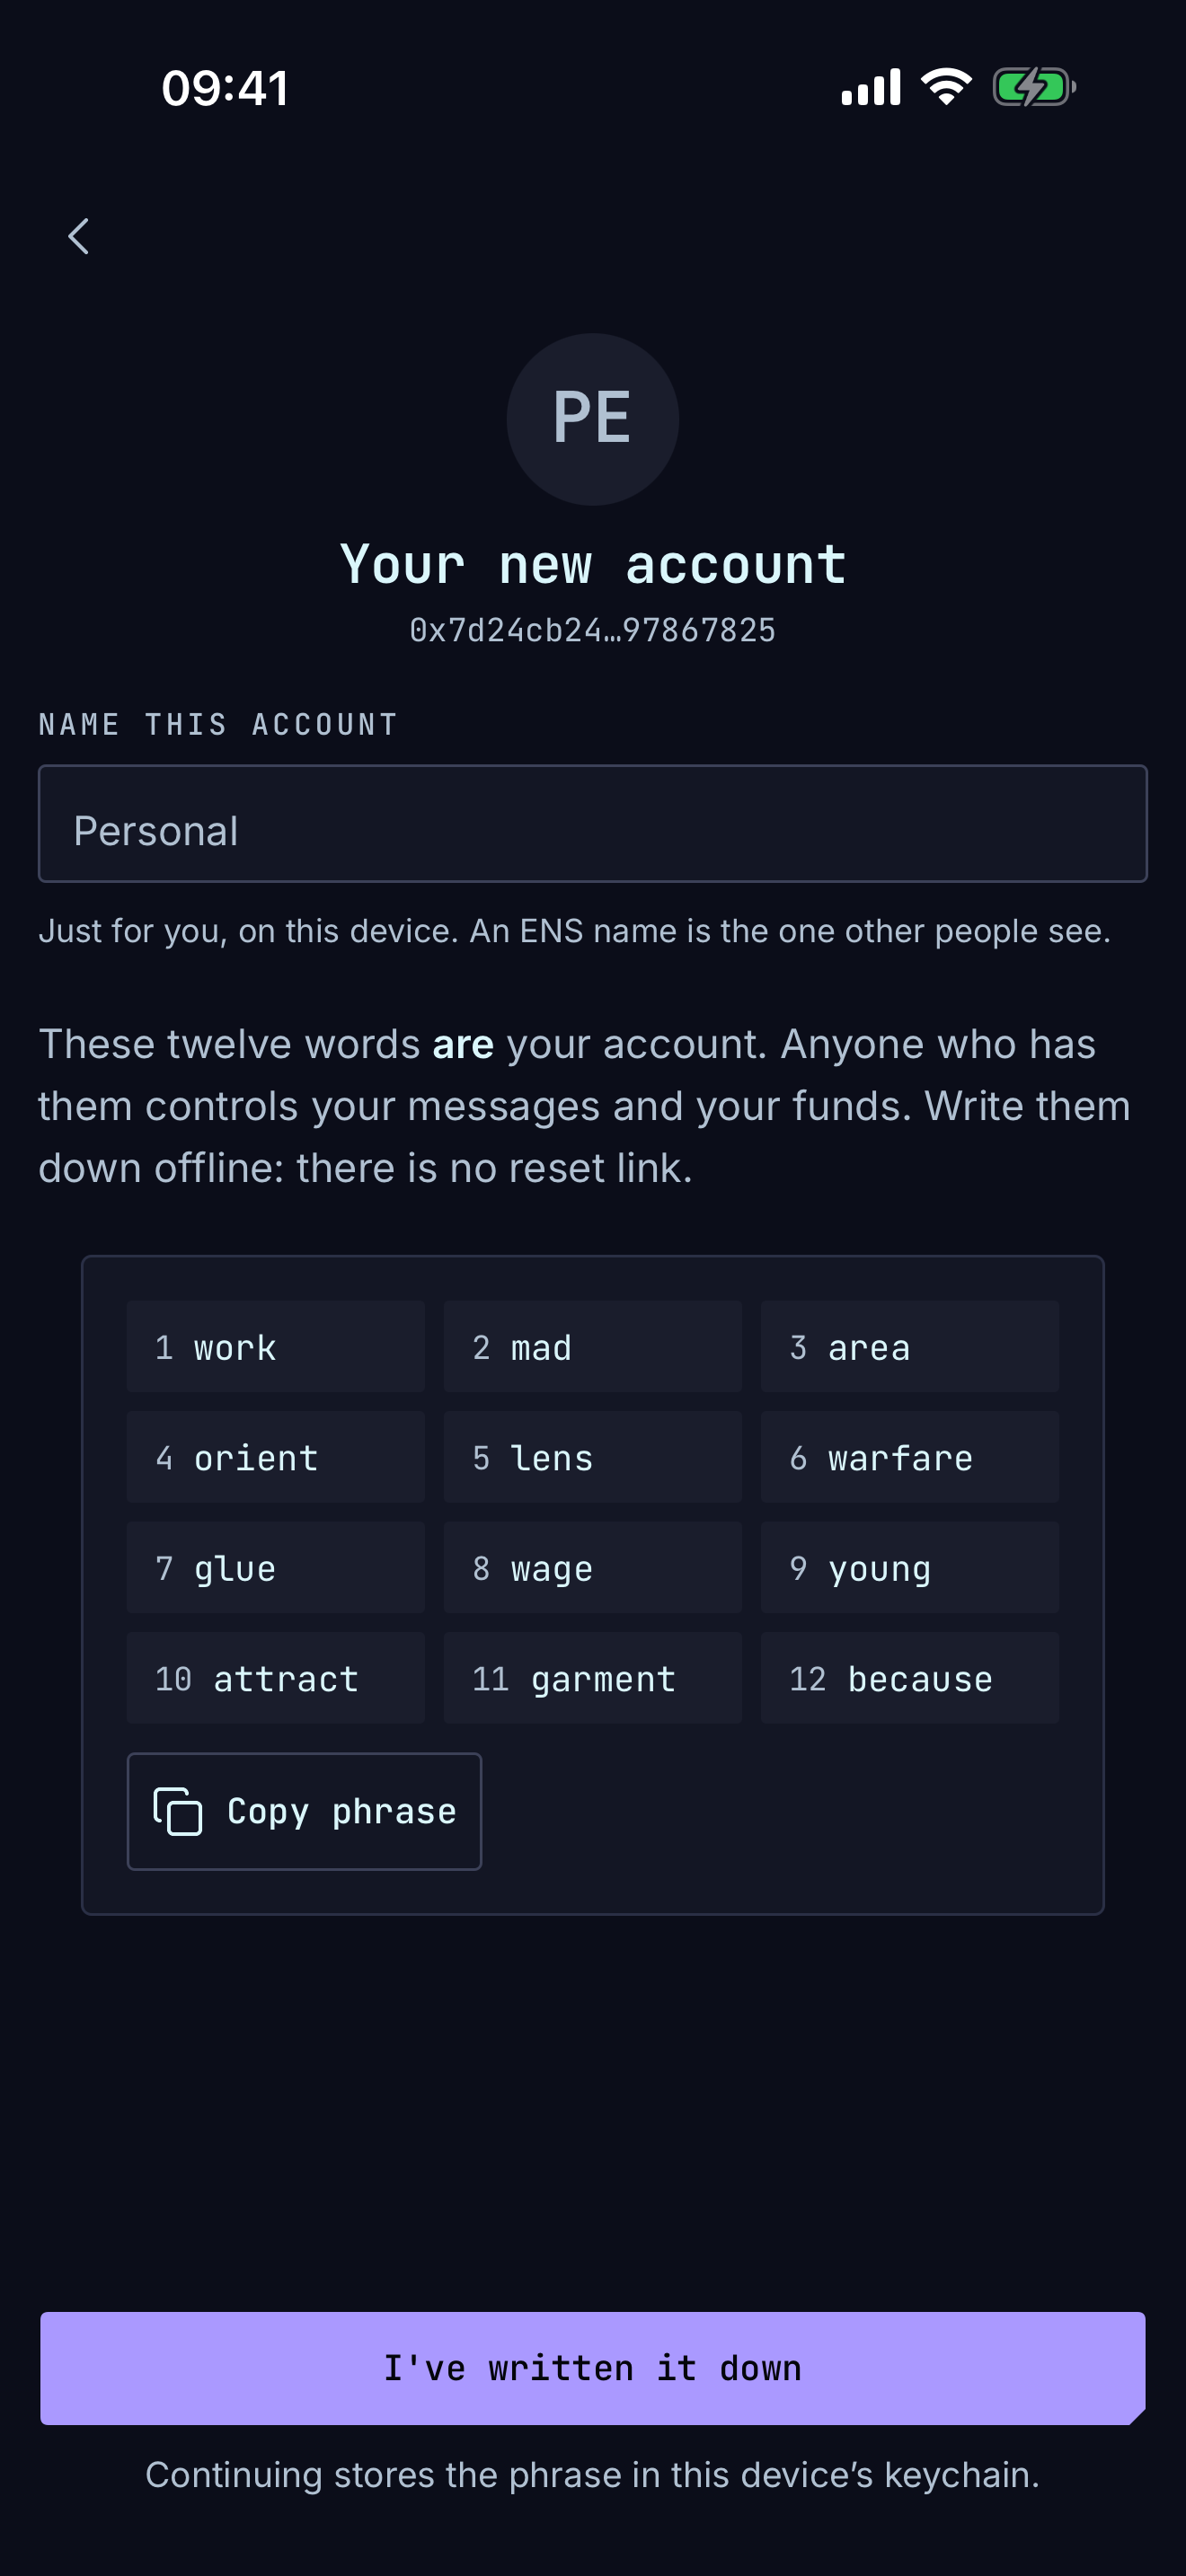 09:41
PE
Your new account
0x7d24cb24…97867825
NAME THIS ACCOUNT
Personal
Just for you, on this device. An ENS name is the one other people see.
These twelve words are your account. Anyone who has
them controls your messages and your funds. Write them
down offline: there is no reset link.
1 work 2 mad 3 area
4 orient 5 lens 6 warfare
7 glue 8 wage 9 young
10 attract 11 garment 12 because
Copy phrase
I've written it down
Continuing stores the phrase in this device’s keychain.